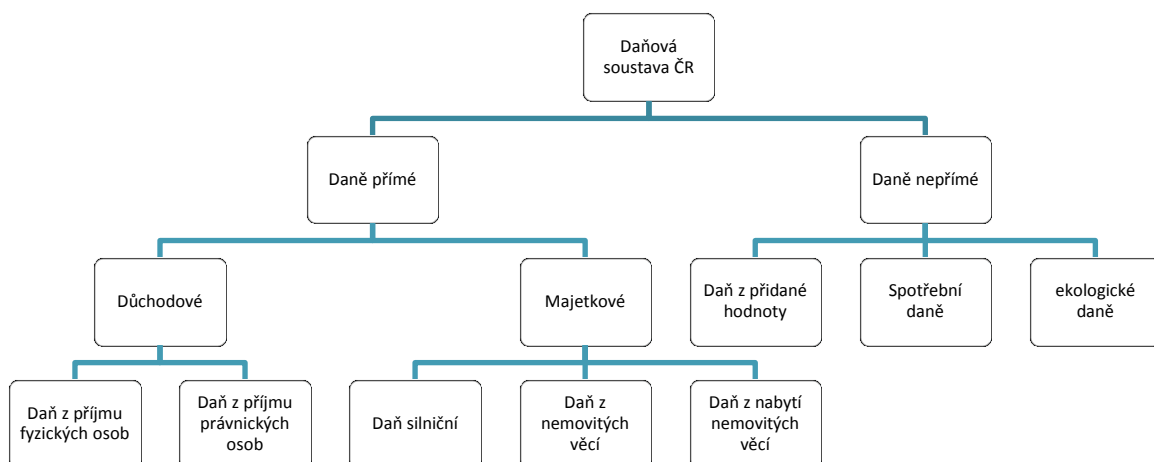 Daňová
soustava ČR
Daně přímé
Daně nepřímé
Důchodové
Majetkové
Daň z přidané
hodnoty
Spotřební
daně
ekologické
daně
Daň z příjmu
fyzických osob
Daň z příjmu
právnických
osob
Daň silniční
Daň z
nemovitých
věcí
Daň z nabytí
nemovitých
věcí